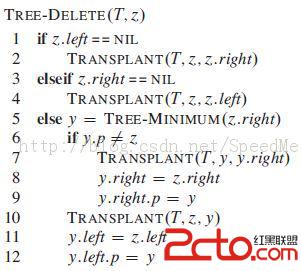 TREE-DELETE(T, z)
1 if z.left == NIL
2 TRANSPLANT(T, z, z.right)
3 elseif z.right == NIL
4 TRANSPLANT(T, z, z.left)
5 else y = TREE-MINIMUM(z.right)
6 if y.p ≠ z
http://blog.csdn.net/SpeedMe
7 TRANSPLANT(T, y, y.right)
8 y.right = z.right
9 y.right.p = y
10 TRANSPLANT(T, z, y)
11 y.left = z.left
12 y.left.p = y
2cto.com
红黑联盟